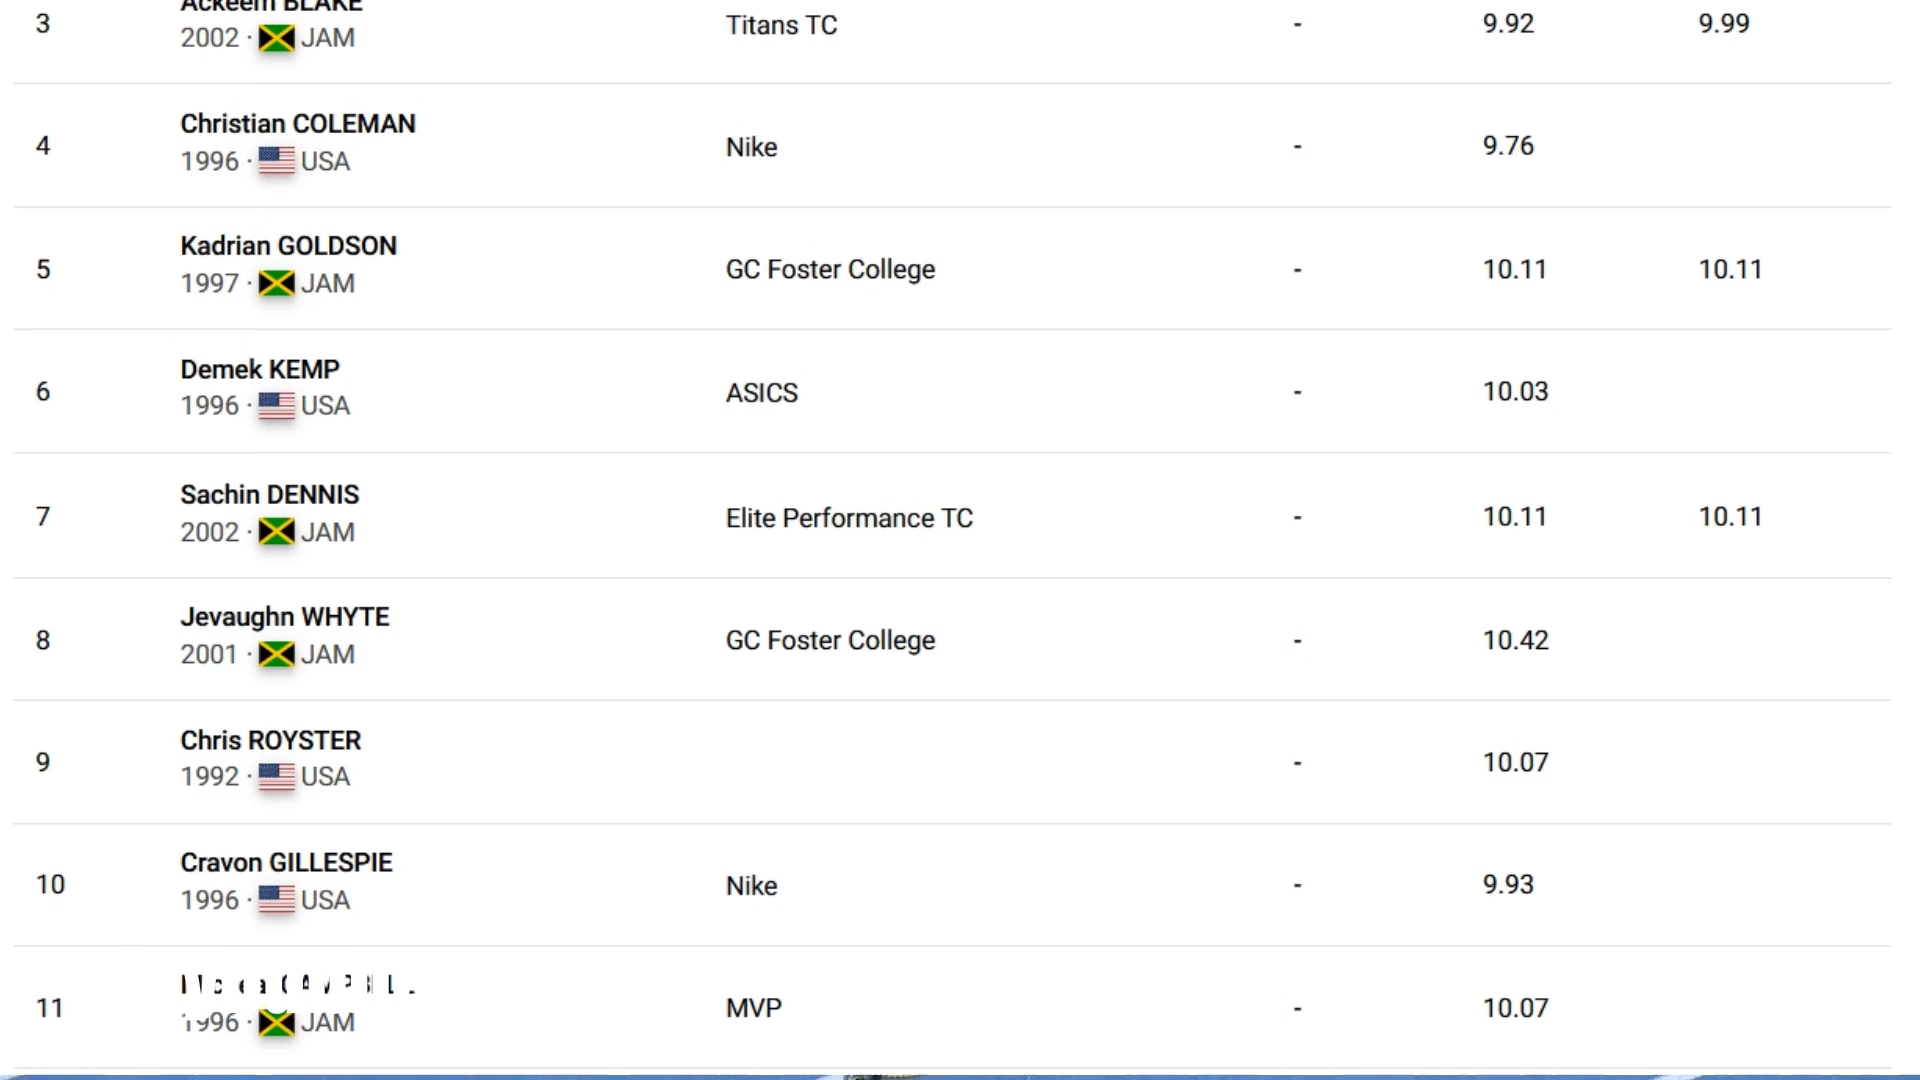 Ackeem BLAKE
3 Titans TC - 9.92 9.99
2002 · JAM
Christian COLEMAN
4 Nike - 9.76
1996 · USA
Kadrian GOLDSON
5 GC Foster College - 10.11 10.11
1997 · JAM
Demek KEMP
6 ASICS - 10.03
1996 · USA
Sachin DENNIS
7 Elite Performance TC - 10.11 10.11
2002 · JAM
Jevaughn WHYTE
8 GC Foster College - 10.42
2001 · JAM
Chris ROYSTER
9 - 10.07
1992 · USA
Cravon GILLESPIE
10 Nike - 9.93
1996 · USA
11 MVP - 10.07
1996 · JAM